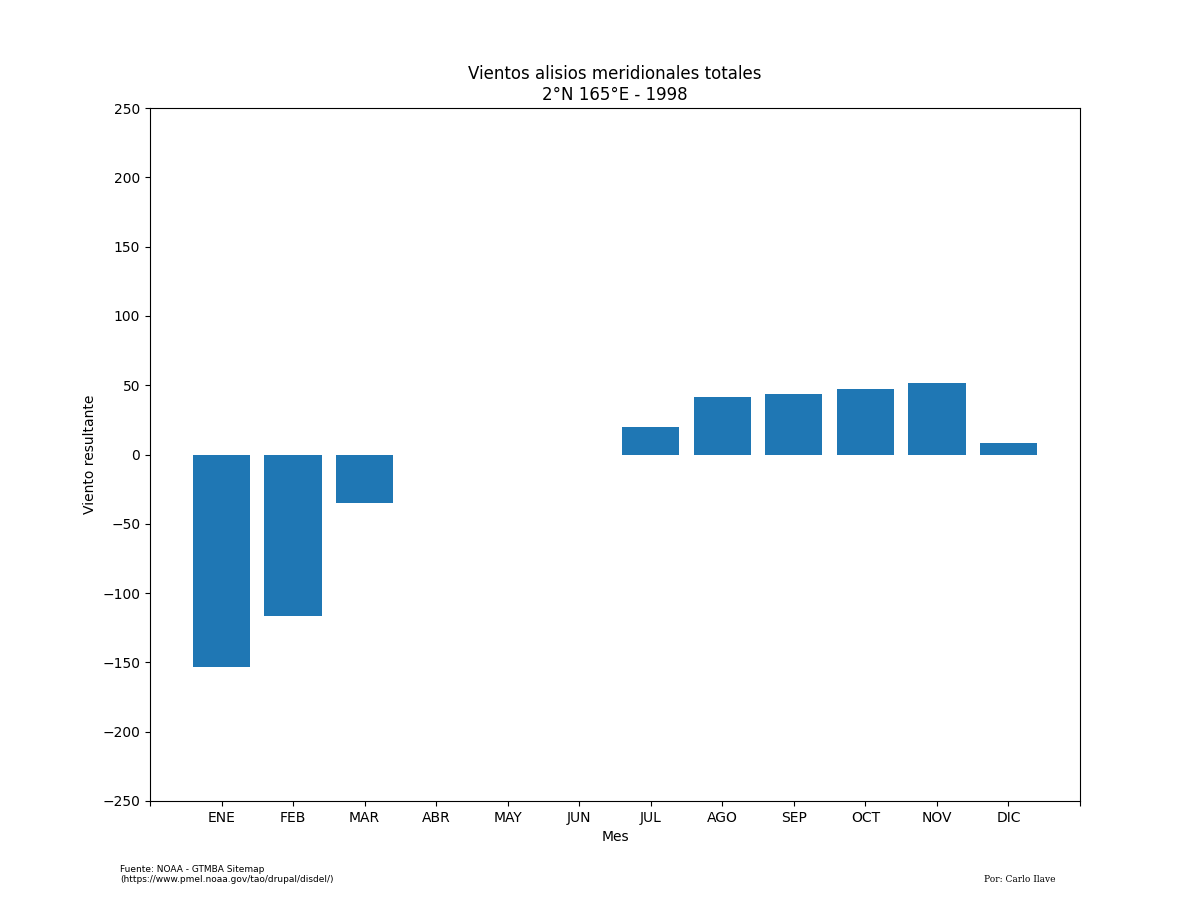 Vientos alisios meridionales totales
2°N 165°E - 1998
250
200
150
100
50
0
−50
−100
−150
−200
−250
Viento resultante
ENE FEB MAR ABR MAY JUN JUL AGO SEP OCT NOV DIC
Mes
Fuente: NOAA - GTMBA Sitemap
(https://www.pmel.noaa.gov/tao/drupal/disdel/)
Por: Carlo Ilave